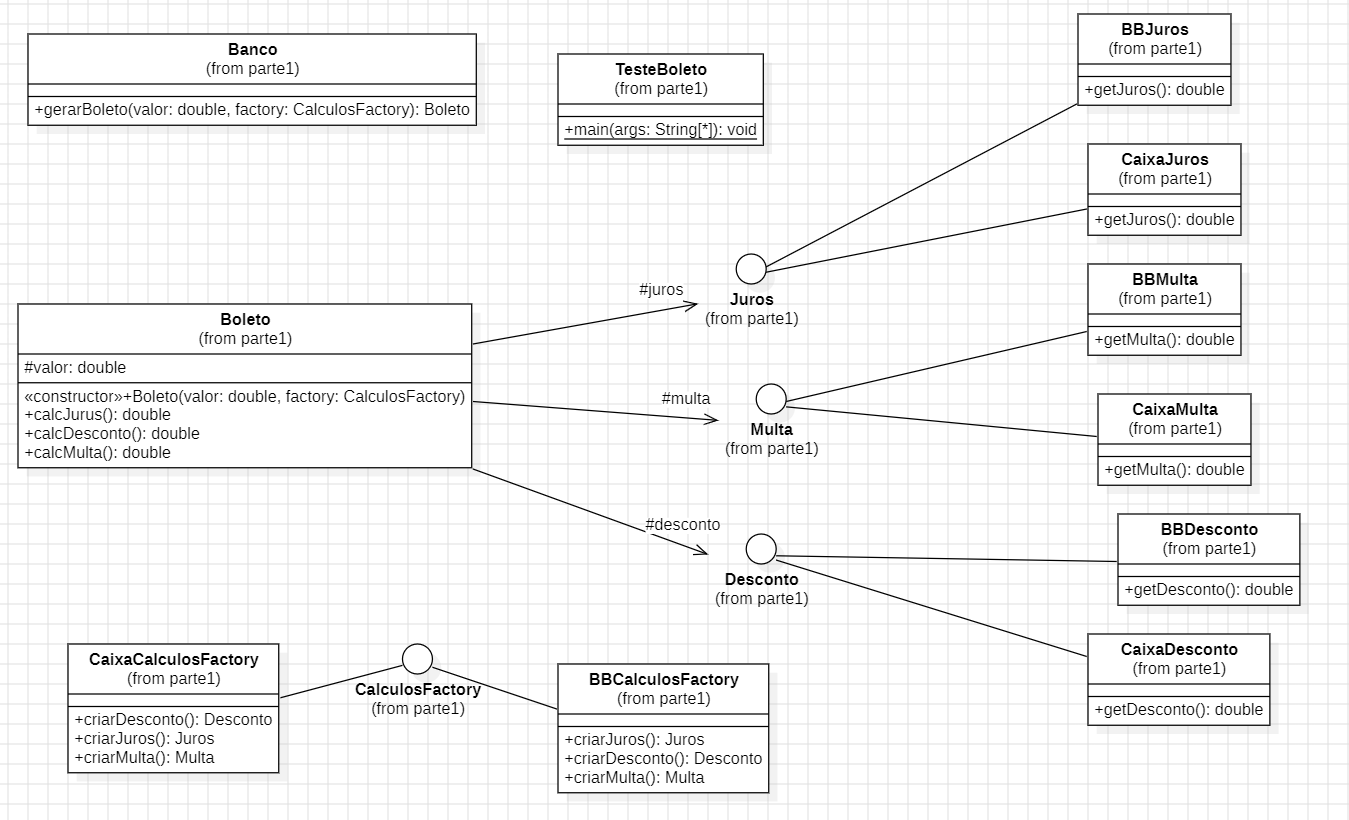 Banco
(from parte1)
+gerarBoleto(valor: double, factory: CalculosFactory): Boleto
TesteBoleto
(from parte1)
+main(args: String[*]): void
BBJuros
(from parte1)
+getJuros(): double
CaixaJuros
(from parte1)
+getJuros(): double
#juros
Juros
(from parte1)
BBMulta
(from parte1)
+getMulta(): double
Boleto
(from parte1)
#valor: double
«constructor»+Boleto(valor: double, factory: CalculosFactory)
+calcJurus(): double
+calcDesconto(): double
+calcMulta(): double
#multa
Multa
(from parte1)
CaixaMulta
(from parte1)
+getMulta(): double
#desconto
Desconto
(from parte1)
BBDesconto
(from parte1)
+getDesconto(): double
CaixaDesconto
(from parte1)
+getDesconto(): double
CaixaCalculosFactory
(from parte1)
+criarDesconto(): Desconto
+criarJuros(): Juros
+criarMulta(): Multa
CalculosFactory
(from parte1)
BBCalculosFactory
(from parte1)
+criarJuros(): Juros
+criarDesconto(): Desconto
+criarMulta(): Multa